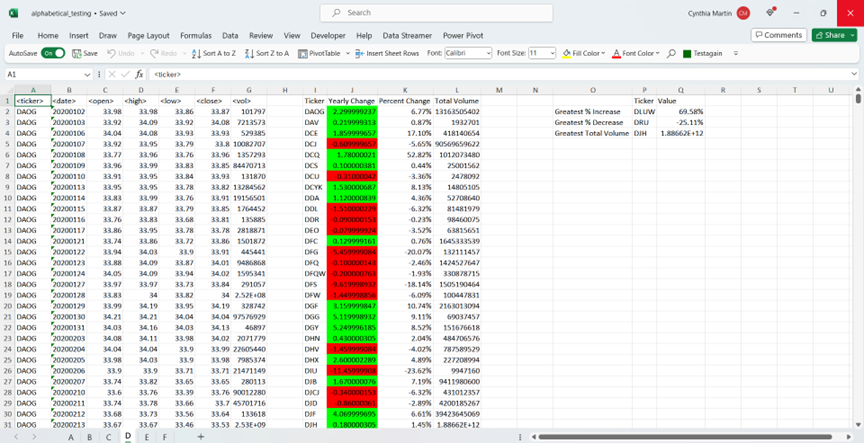 alphabetical_testing • Saved
Search
Cynthia Martin CM
File Home Insert Draw Page Layout Formulas Data Review View Developer Help Data Streamer Power Pivot Comments Share
AutoSave On Save Undo Redo Sort A to Z Sort Z to A PivotTable Insert Sheet Rows Font: Calibri Font Size: 11 Fill Color Font Color Testagain
A1 fx <ticker>
A B C D E F G H I J K L M N O P Q R S T U
1 <ticker> <date> <open> <high> <low> <close> <vol> Ticker Yearly Change Percent Change Total Volume Ticker Value
2 DAOG 20200102 33.98 33.98 33.86 33.87 101797 DAOG 2.299999237 6.77% 13163505402 Greatest % Increase DLUW 69.58%
3 DAOG 20200103 33.92 34.09 33.92 34.08 7213573 DAV 0.219999313 0.87% 1932701 Greatest % Decrease DRU -25.11%
4 DAOG 20200106 34.04 34.08 33.93 33.93 529385 DCE 1.859999657 17.10% 418140654 Greatest Total Volume DJH 1.88662E+12
5 DAOG 20200107 33.92 33.95 33.79 33.8 10082707 DCJ -0.609999657 -5.65% 90569659622
6 DAOG 20200108 33.77 33.96 33.76 33.96 1357293 DCQ 1.78000021 52.82% 1012073480
7 DAOG 20200109 33.96 33.99 33.83 33.85 84470713 DCS 0.100000381 0.44% 25001562
8 DAOG 20200110 33.91 33.95 33.84 33.93 131870 DCU -0.31000042 -3.36% 2478092
9 DAOG 20200113 33.95 33.95 33.78 33.82 13284562 DCYK 1.530000687 8.13% 14805105
10 DAOG 20200114 33.83 33.99 33.76 33.91 19156501 DDA 1.12000839 4.36% 52708640
11 DAOG 20200115 33.87 33.87 33.79 33.85 1764452 DDL -6.32% 81481979
12 DAOG 20200116 33.76 33.83 33.68 33.81 135885 DDR -0.23% 98460075
13 DAOG 20200117 33.86 33.95 33.78 33.78 2818871 DEO -3.52% 63815651
14 DAOG 20200121 33.74 33.86 33.72 33.86 1501872 DFC 0.129999161 0.76% 1645333539
15 DAOG 20200122 33.94 34.03 33.9 33.91 445441 DFG -20.07% 132111457
16 DAOG 20200123 33.88 34.09 33.87 34.01 9486868 DFQ -0.100000143 -2.46% 1424527647
17 DAOG 20200124 34.05 34.09 33.94 34.02 1595341 DFQW -0.200000763 -1.93% 330878715
18 DAOG 20200127 33.97 33.97 33.73 33.84 291057 DFS -18.14% 1505190464
19 DAOG 20200128 33.83 34 33.82 34 2.52E+08 DFW -6.09% 100447831
20 DAOG 20200129 33.99 34.19 33.95 34.19 328742 DGF 3.159999847 10.74% 2163013094
21 DAOG 20200130 34.21 34.21 34.04 34.04 97576929 DGG 5.119998932 9.11% 69037457
22 DAOG 20200131 34.03 34.16 34.03 34.13 46897 DGY 5.249996185 8.52% 151676618
23 DAOG 20200203 34.08 34.11 33.98 34.02 2071779 DHN 0.430000305 2.04% 484706576
24 DAOG 20200204 34.04 34.04 33.9 33.99 22605440 DHV -4.02% 787589529
25 DAOG 20200205 33.98 34.03 33.9 33.98 7985374 DHX 2.600002289 4.89% 227208994
26 DAOG 20200206 33.9 33.9 33.71 33.71 21471149 DIU -23.62% 9947160
27 DAOG 20200207 33.74 33.82 33.65 33.65 280113 DJB 1.670000076 7.19% 9411980600
28 DAOG 20200210 33.6 33.76 33.39 33.76 90012280 DJCJ -0.340000153 -6.32% 431012357
29 DAOG 20200211 33.74 33.78 33.66 33.7 45701716 DJD -0.86000061 -2.89% 4200185267
30 DAOG 20200212 33.68 33.73 33.56 33.64 133618 DJF 4.069999695 6.61% 39423645069
31 DAOG 20200213 33.67 33.67 33.46 33.53 2.53E+09 DJH 0.180000305 1.45% 1.88662E+12
A B C D E F